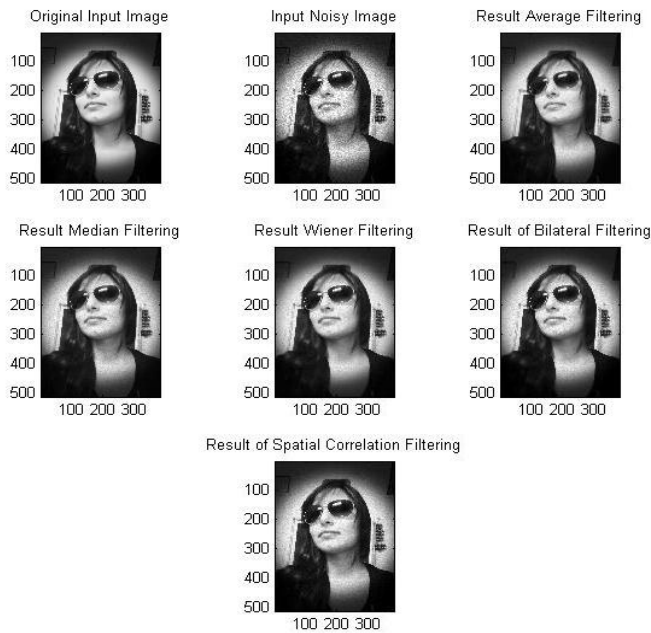 Original Input Image
Input Noisy Image
Result Average Filtering
100
200
300
400
500
100 200 300
100
200
300
400
500
100 200 300
100
200
300
400
500
100 200 300
Result Median Filtering
Result Wiener Filtering
Result of Bilateral Filtering
100
200
300
400
500
100 200 300
100
200
300
400
500
100 200 300
100
200
300
400
500
100 200 300
Result of Spatial Correlation Filtering
100
200
300
400
500
100 200 300